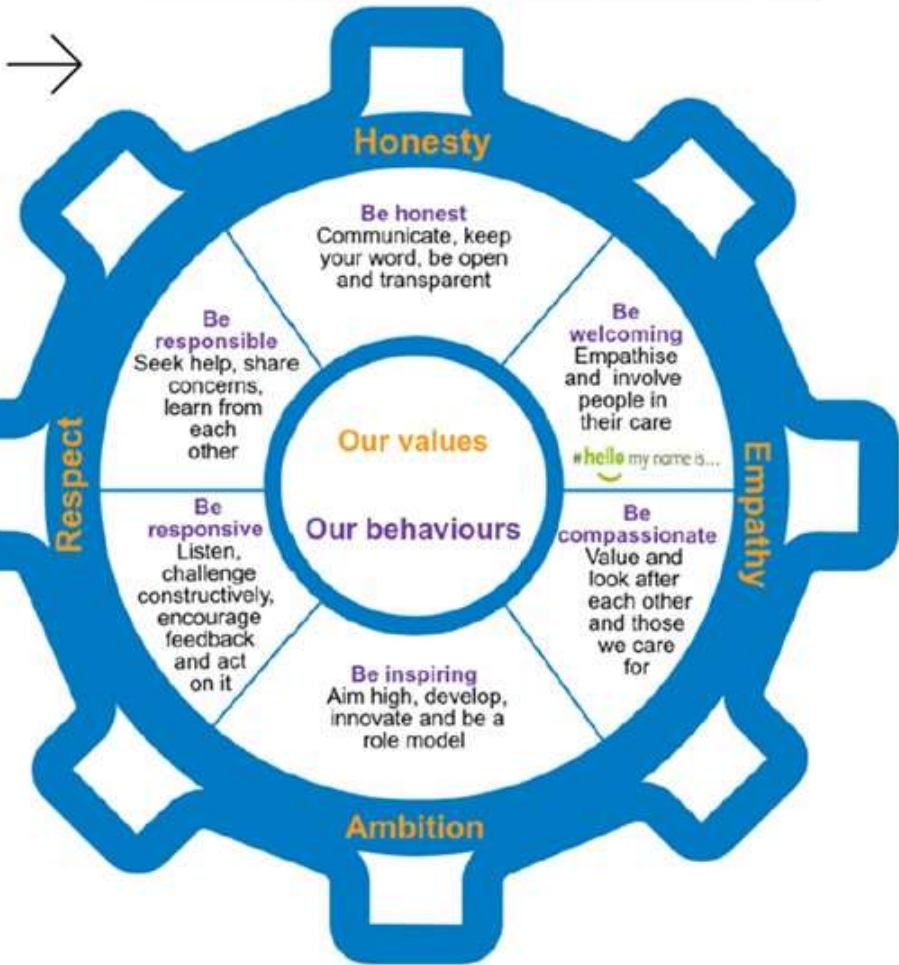 Honesty
Be honest
Communicate, keep
your word, be open
and transparent
Be
welcoming
Empathise
and involve
people in
their care
#hello my name is...
Empathy
Be
compassionate
Value and
look after
each other
and those
we care
for
Be inspiring
Aim high, develop,
innovate and be a
role model
Ambition
Be
responsive
Listen,
challenge
constructively,
encourage
feedback
and act
on it
Respect
Be
responsible
Seek help, share
concerns,
learn from
each
other
Our values
Our behaviours